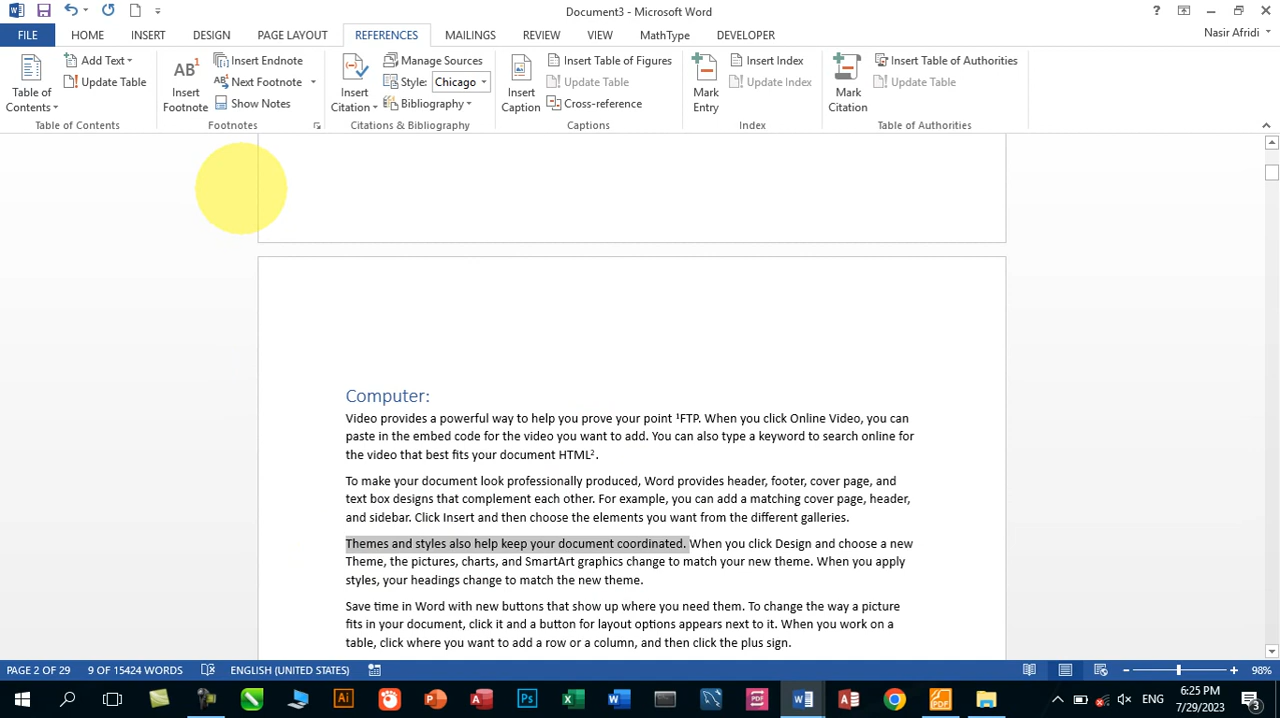 Document3 - Microsoft Word
?
FILE HOME INSERT DESIGN PAGE LAYOUT REFERENCES MAILINGS REVIEW VIEW MathType DEVELOPER Nasir Afridi
Table of Contents
Add Text
Update Table
Table of Contents
AB1
Insert Footnote
Insert Endnote
Next Footnote
Show Notes
Footnotes
Insert Citation
Manage Sources
Style: Chicago
Bibliography
Citations & Bibliography
Insert Caption
Insert Table of Figures
Update Table
Cross-reference
Captions
Mark Entry
Insert Index
Update Index
Index
Mark Citation
Insert Table of Authorities
Update Table
Table of Authorities
Computer:
Video provides a powerful way to help you prove your point ¹FTP. When you click Online Video, you can
paste in the embed code for the video you want to add. You can also type a keyword to search online for
the video that best fits your document HTML².
To make your document look professionally produced, Word provides header, footer, cover page, and
text box designs that complement each other. For example, you can add a matching cover page, header,
and sidebar. Click Insert and then choose the elements you want from the different galleries.
Themes and styles also help keep your document coordinated. When you click Design and choose a new
Theme, the pictures, charts, and SmartArt graphics change to match your new theme. When you apply
styles, your headings change to match the new theme.
Save time in Word with new buttons that show up where you need them. To change the way a picture
fits in your document, click it and a button for layout options appears next to it. When you work on a
table, click where you want to add a row or a column, and then click the plus sign.
PAGE 2 OF 29 9 OF 15424 WORDS ENGLISH (UNITED STATES) 98%
ENG
6:25 PM
7/29/2023
3